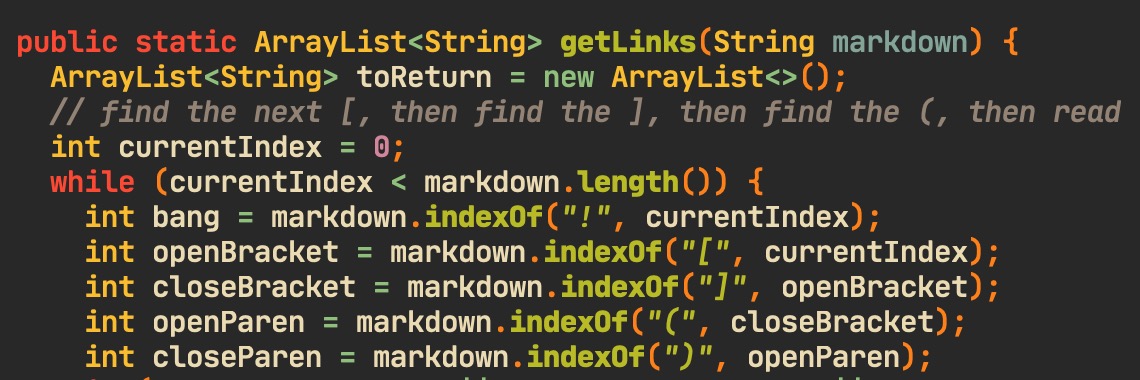 public static ArrayList<String> getLinks(String markdown) {
  ArrayList<String> toReturn = new ArrayList<>();
  // find the next [, then find the ], then find the (, then read
  int currentIndex = 0;
  while (currentIndex < markdown.length()) {
    int bang = markdown.indexOf("!", currentIndex);
    int openBracket = markdown.indexOf("[", currentIndex);
    int closeBracket = markdown.indexOf("]", openBracket);
    int openParen = markdown.indexOf("(", closeBracket);
    int closeParen = markdown.indexOf(")", openParen);